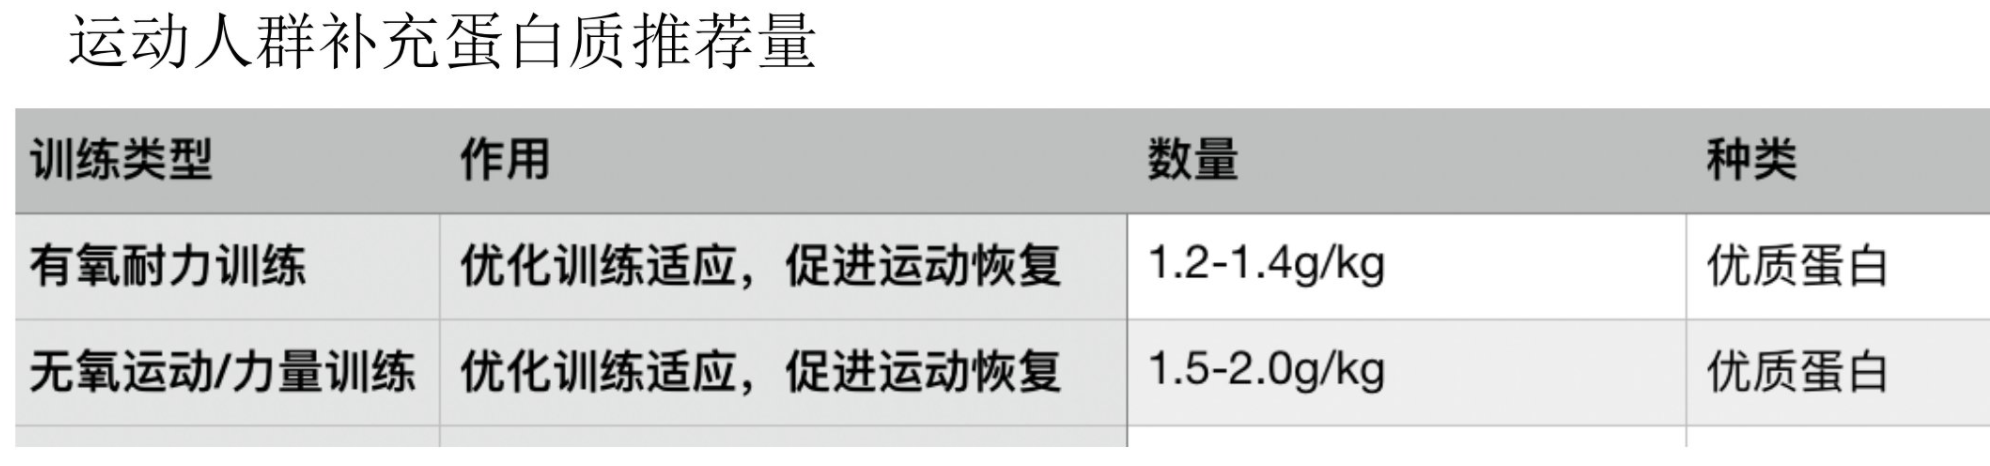 运动人群补充蛋白质推荐量
训练类型 作用 数量 种类
有氧耐力训练 优化训练适应，促进运动恢复 1.2-1.4g/kg 优质蛋白
无氧运动/力量训练 优化训练适应，促进运动恢复 1.5-2.0g/kg 优质蛋白